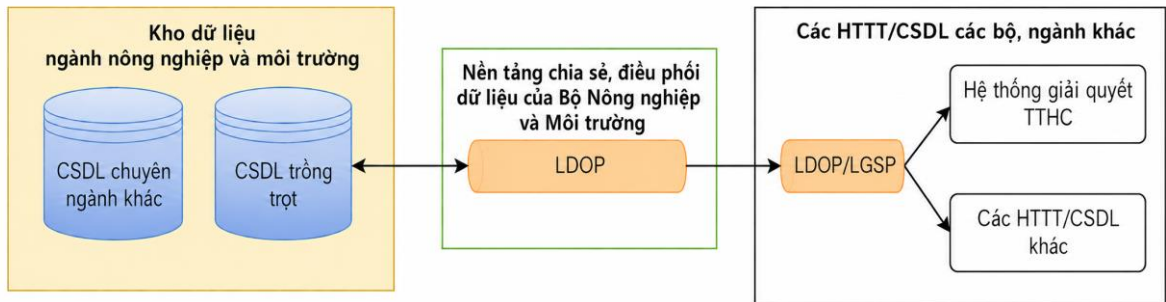 Kho dữ liệu
ngành nông nghiệp và môi trường
CSDL chuyên
ngành khác
CSDL trồng
trọt
Nền tảng chia sẻ, điều phối
dữ liệu của Bộ Nông nghiệp
và Môi trường
LDOP
Các HTTT/CSDL các bộ, ngành khác
LDOP/LGSP
Hệ thống giải quyết
TTHC
Các HTTT/CSDL
khác